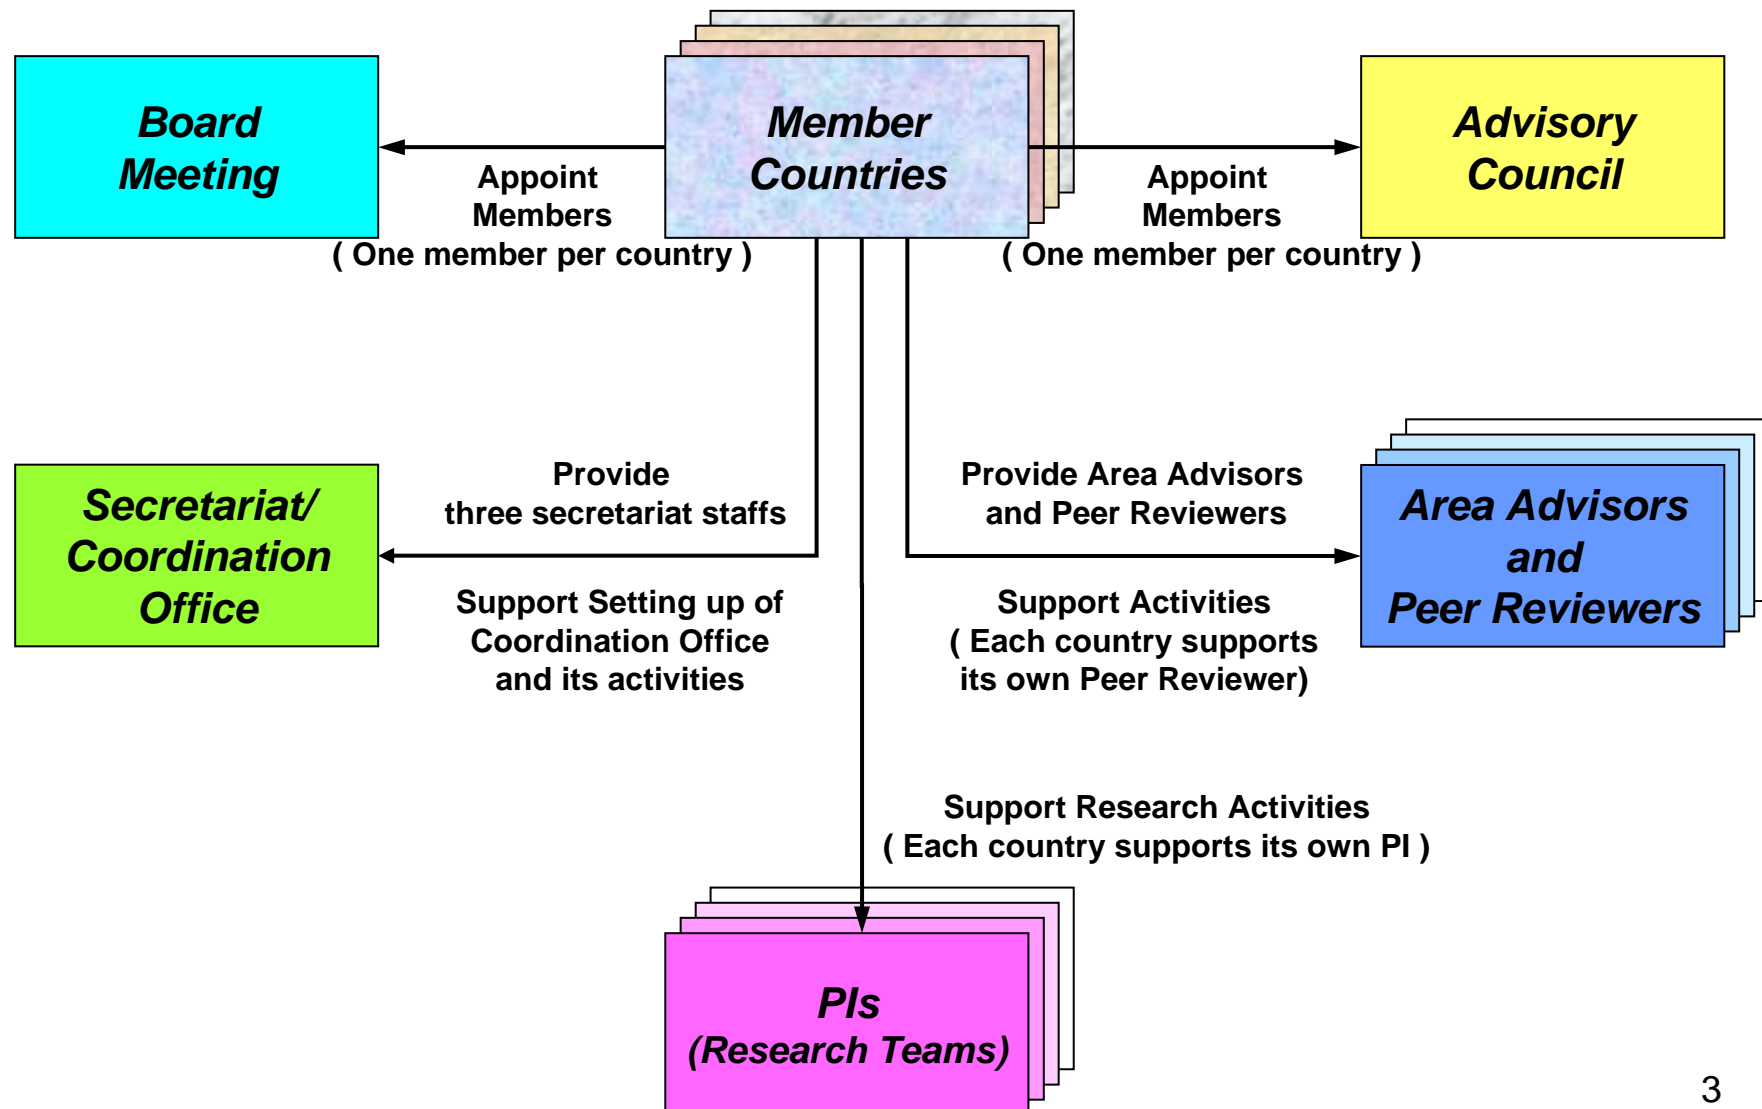 Board
Meeting
Member
Countries
Advisory
Council
Appoint
Members
( One member per country )
Appoint
Members
( One member per country )
Secretariat/
Coordination
Office
Provide
three secretariat staffs
Support Setting up of
Coordination Office
and its activities
Provide Area Advisors
and Peer Reviewers
Support Activities
( Each country supports
its own Peer Reviewer)
Area Advisors
and
Peer Reviewers
Support Research Activities
( Each country supports its own PI )
PIs
(Research Teams)
3